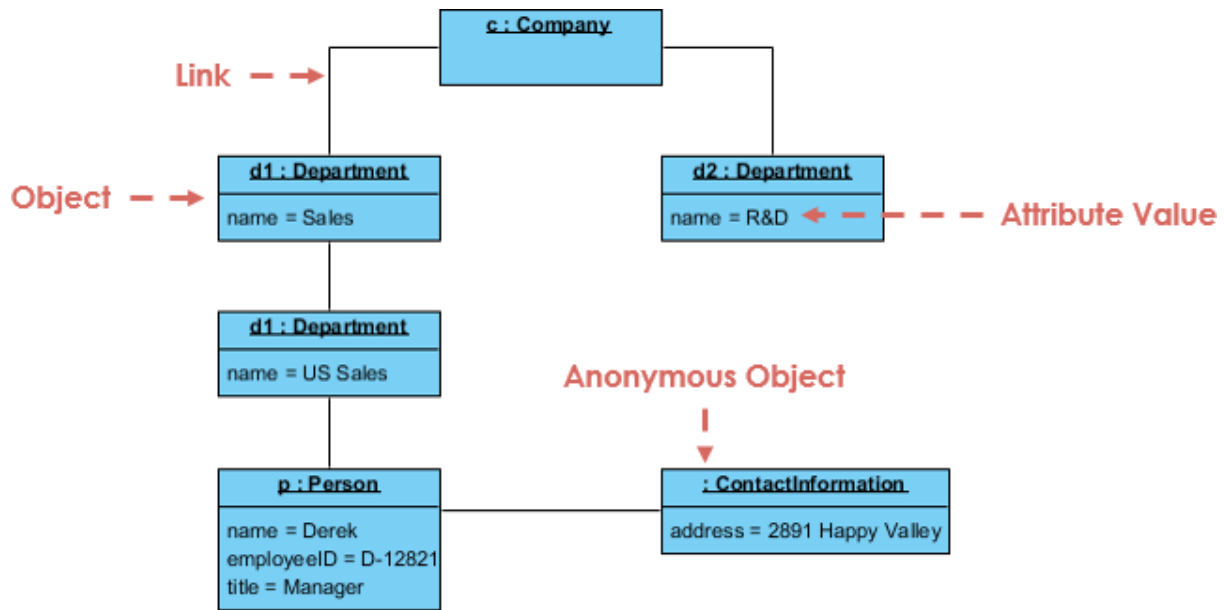 c : Company
Link
d1 : Department
name = Sales
d2 : Department
name = R&D
Object
Attribute Value
d1 : Department
name = US Sales
Anonymous Object
p : Person
name = Derek
employeeID = D-12821
title = Manager
: ContactInformation
address = 2891 Happy Valley